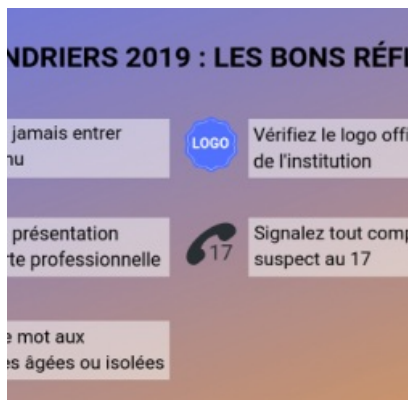 NDRIERS 2019 : LES BONS RÉF
jamais entrer
nu
LOGO
Vérifiez le logo offi
de l'institution
présentation
rte professionnelle
17
Signalez tout comp
suspect au 17
e mot aux
es âgées ou isolées